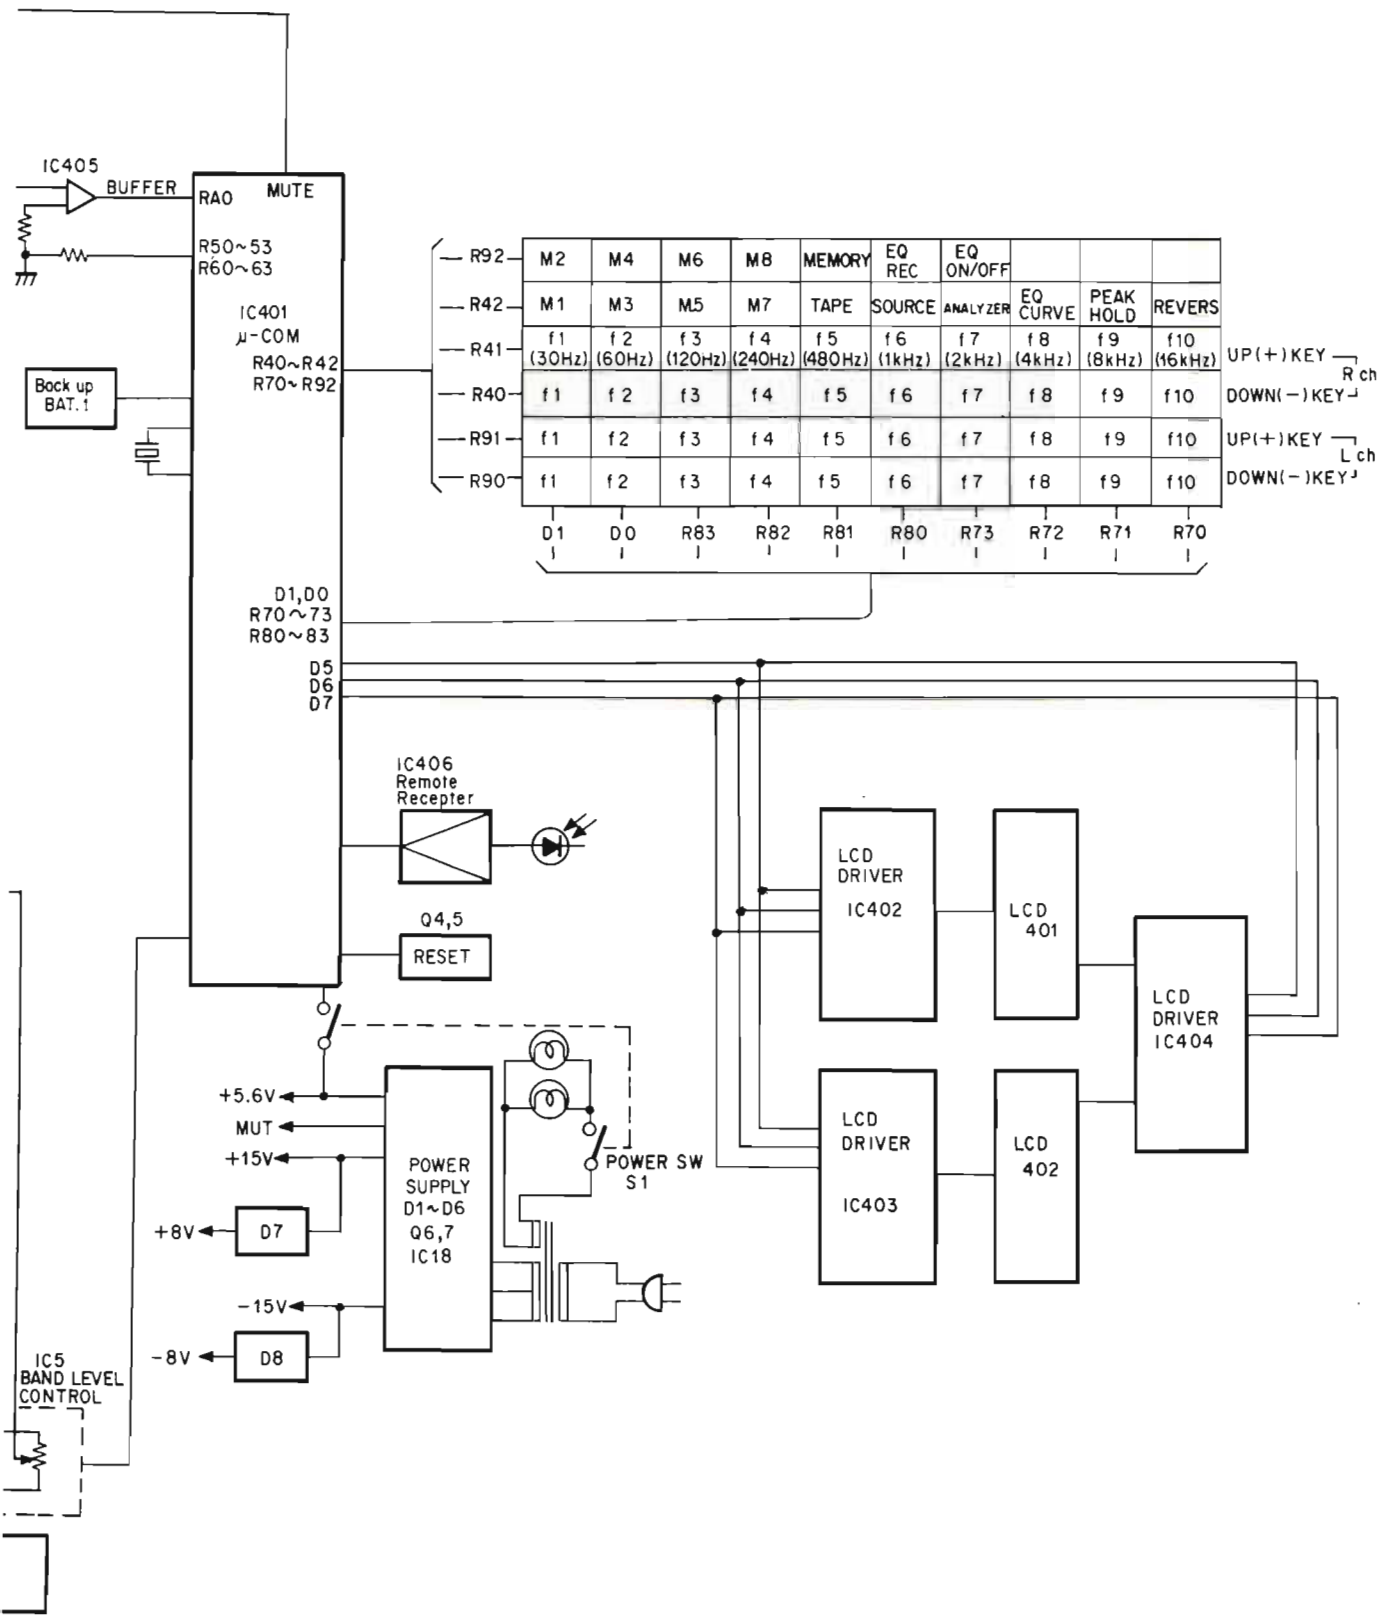 IC405
BUFFER
RA0
MUTE
R50~53
R60~63
IC401
μ-COM
R40~R42
R70~R92
Bock up
BAT.1
R92 M2 M4 M6 M8 MEMORY EQ REC EQ ON/OFF
R42 M1 M3 M5 M7 TAPE SOURCE ANALYZER EQ CURVE PEAK HOLD REVERS
R41 f1 (30Hz) f2 (60Hz) f3 (120Hz) f4 (240Hz) f5 (480Hz) f6 (1kHz) f7 (2kHz) f8 (4kHz) f9 (8kHz) f10 (16kHz) UP(+)KEY
R ch
R40 f1 f2 f3 f4 f5 f6 f7 f8 f9 f10 DOWN(-)KEY
R91 f1 f2 f3 f4 f5 f6 f7 f8 f9 f10 UP(+)KEY
L ch
R90 f1 f2 f3 f4 f5 f6 f7 f8 f9 f10 DOWN(-)KEY
D1 D0 R83 R82 R81 R80 R73 R72 R71 R70
D1,D0
R70~73
R80~83
D5
D6
D7
IC406
Remote
Recepter
Q4,5
RESET
LCD
DRIVER
IC402
LCD
401
LCD
DRIVER
IC404
LCD
DRIVER
IC403
LCD
402
+5.6V
MUT
+15V
+8V
D7
-15V
-8V
D8
POWER
SUPPLY
D1~D6
Q6,7
IC18
POWER SW
S1
IC5
BAND LEVEL
CONTROL